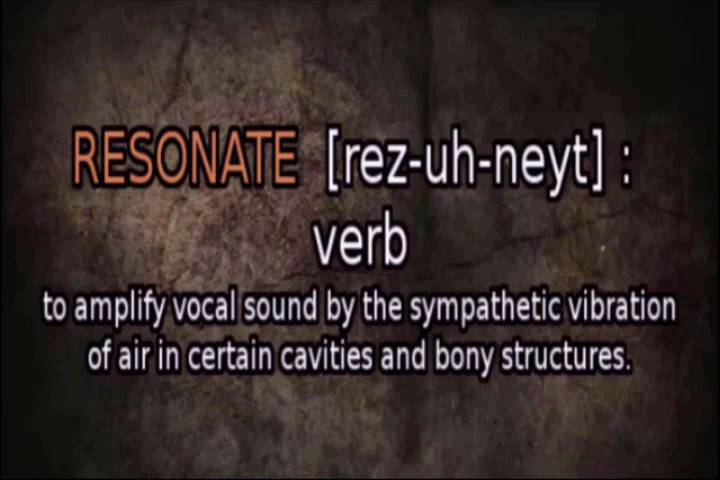 RESONATE [rez-uh-neyt] :
verb
to amplify vocal sound by the sympathetic vibration
of air in certain cavities and bony structures.